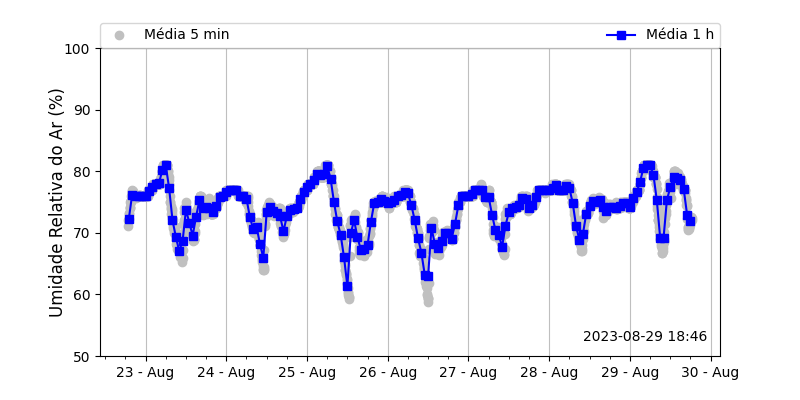 Média 5 min
Média 1 h
Umidade Relativa do Ar (%)
100
90
80
70
60
50
2023-08-29 18:46
23 - Aug
24 - Aug
25 - Aug
26 - Aug
27 - Aug
28 - Aug
29 - Aug
30 - Aug